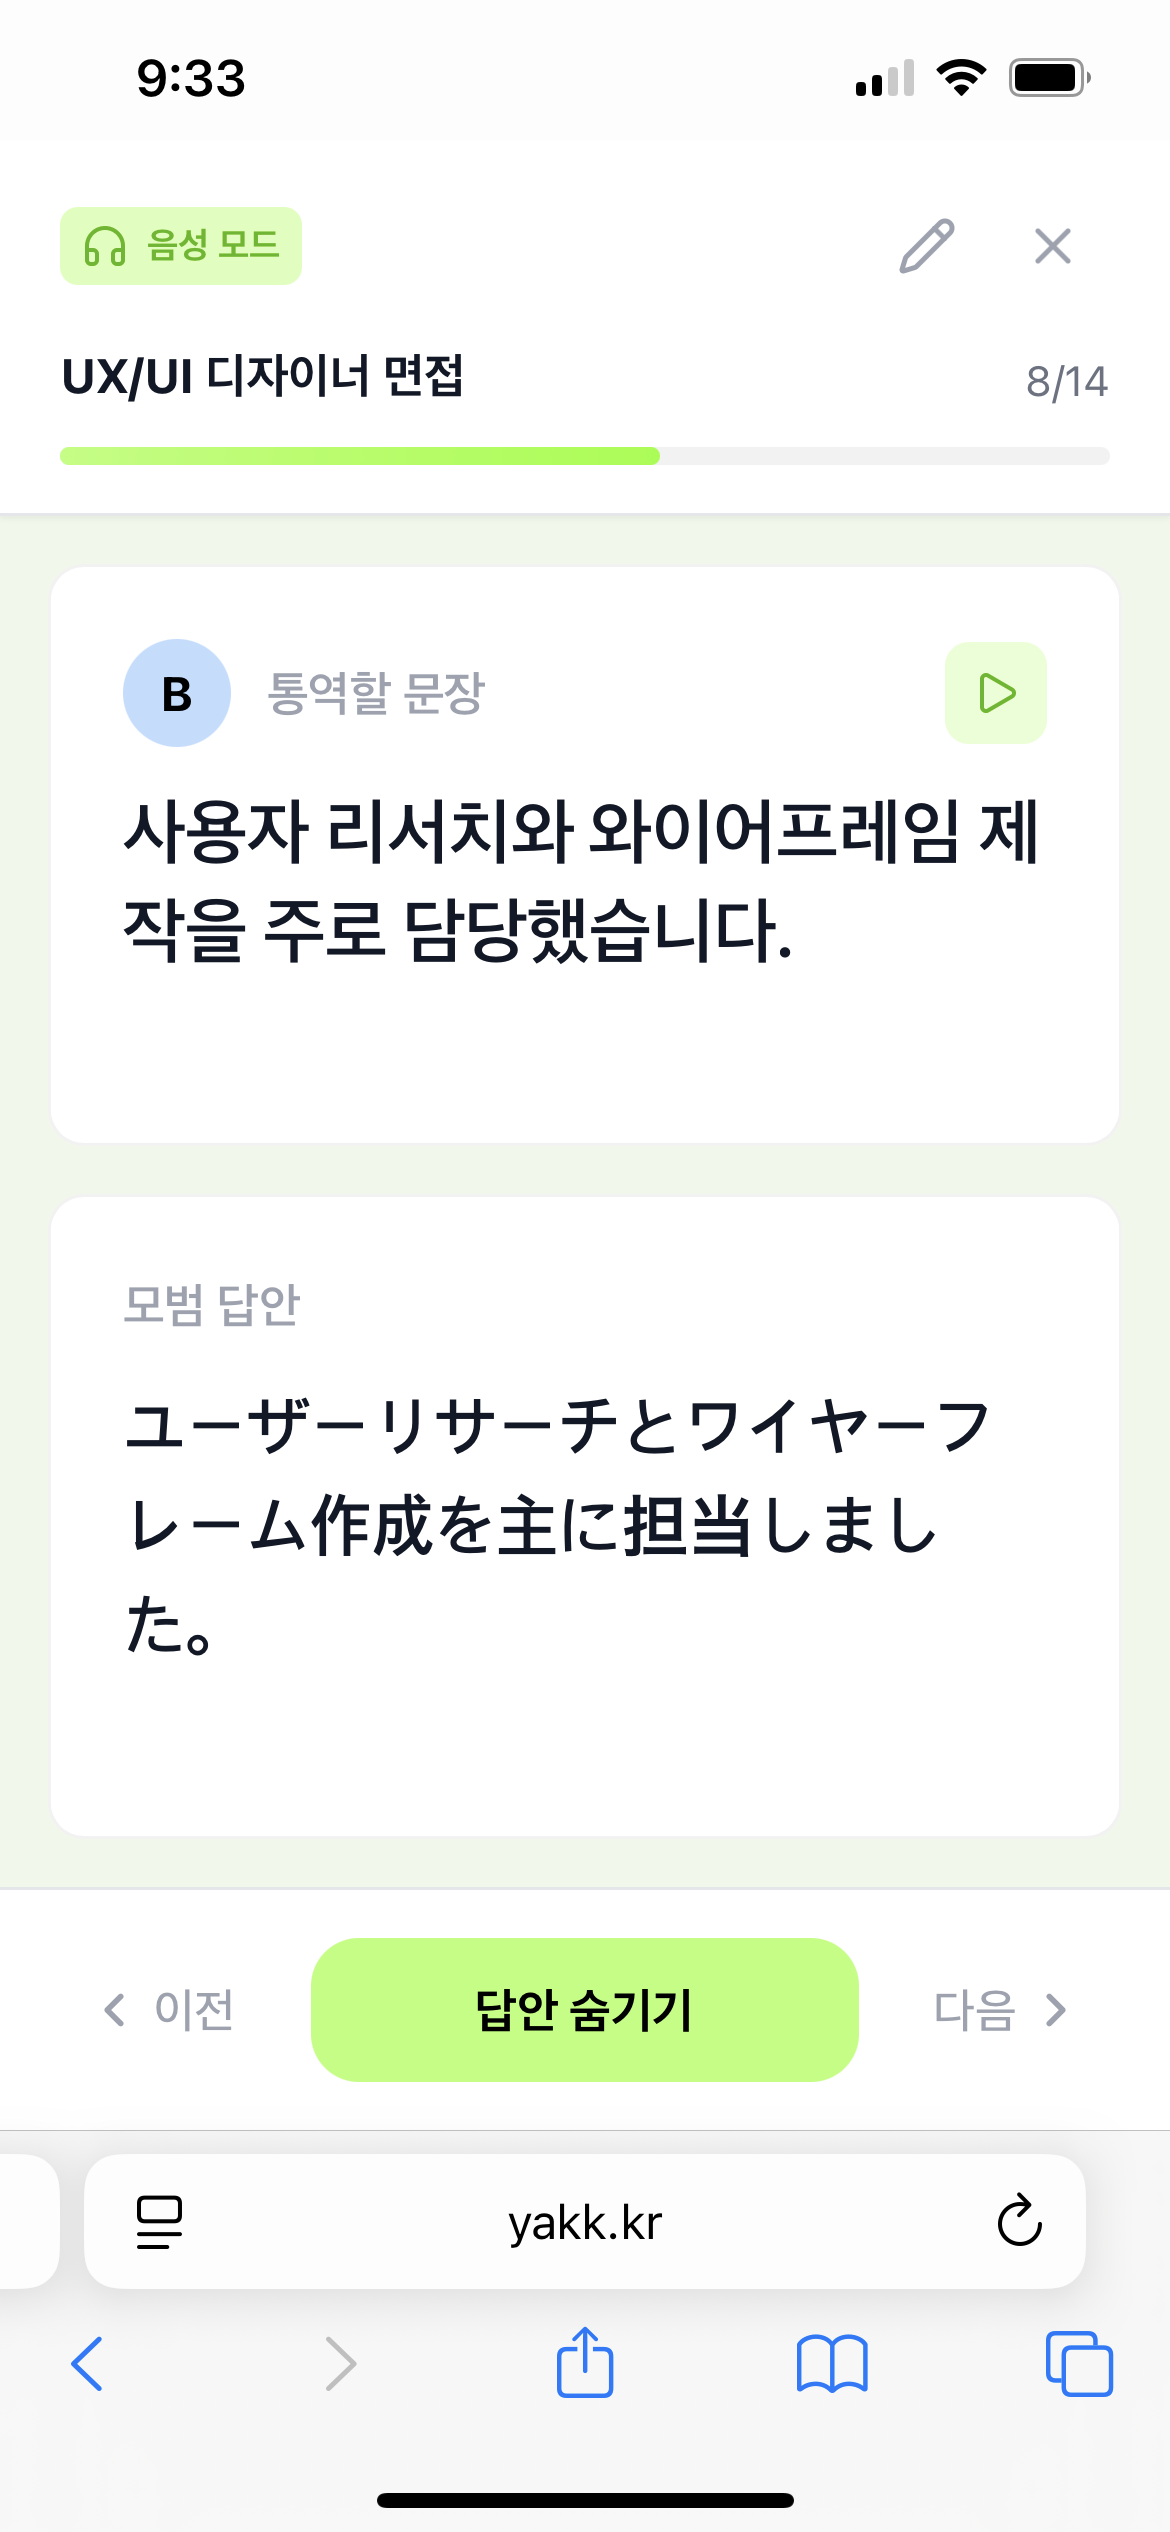 9:33
음성 모드
UX/UI 디자이너 면접
8/14
B 통역할 문장
사용자 리서치와 와이어프레임 제
작을 주로 담당했습니다.
모범 답안
ユーザーリサーチとワイヤーフ
レーム作成を主に担当しまし
た。
이전
답안 숨기기
다음
yakk.kr